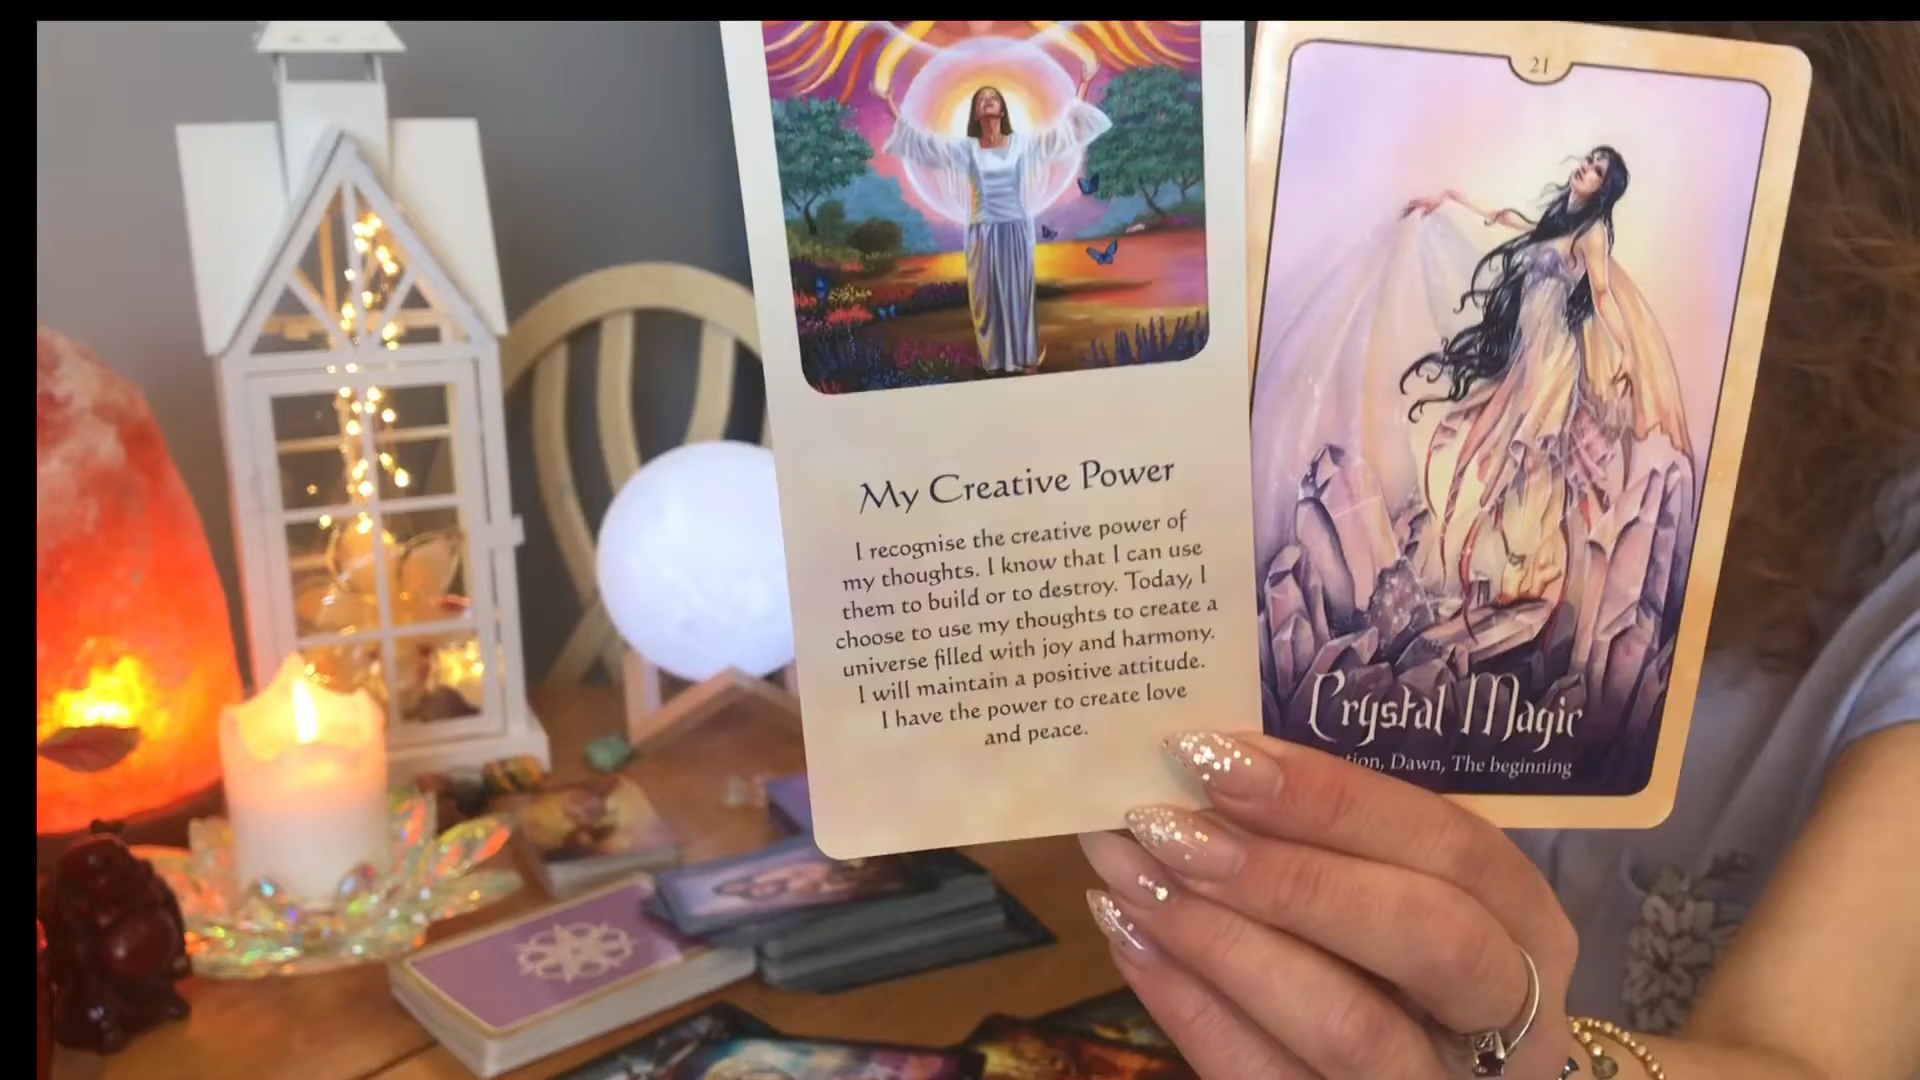 My Creative Power
I recognise the creative power of
my thoughts. I know that I can use
them to build or to destroy. Today, I
choose to use my thoughts to create a
universe filled with joy and harmony.
I will maintain a positive attitude.
I have the power to create love
and peace.
21
Crystal Magic
Dawn, The beginning